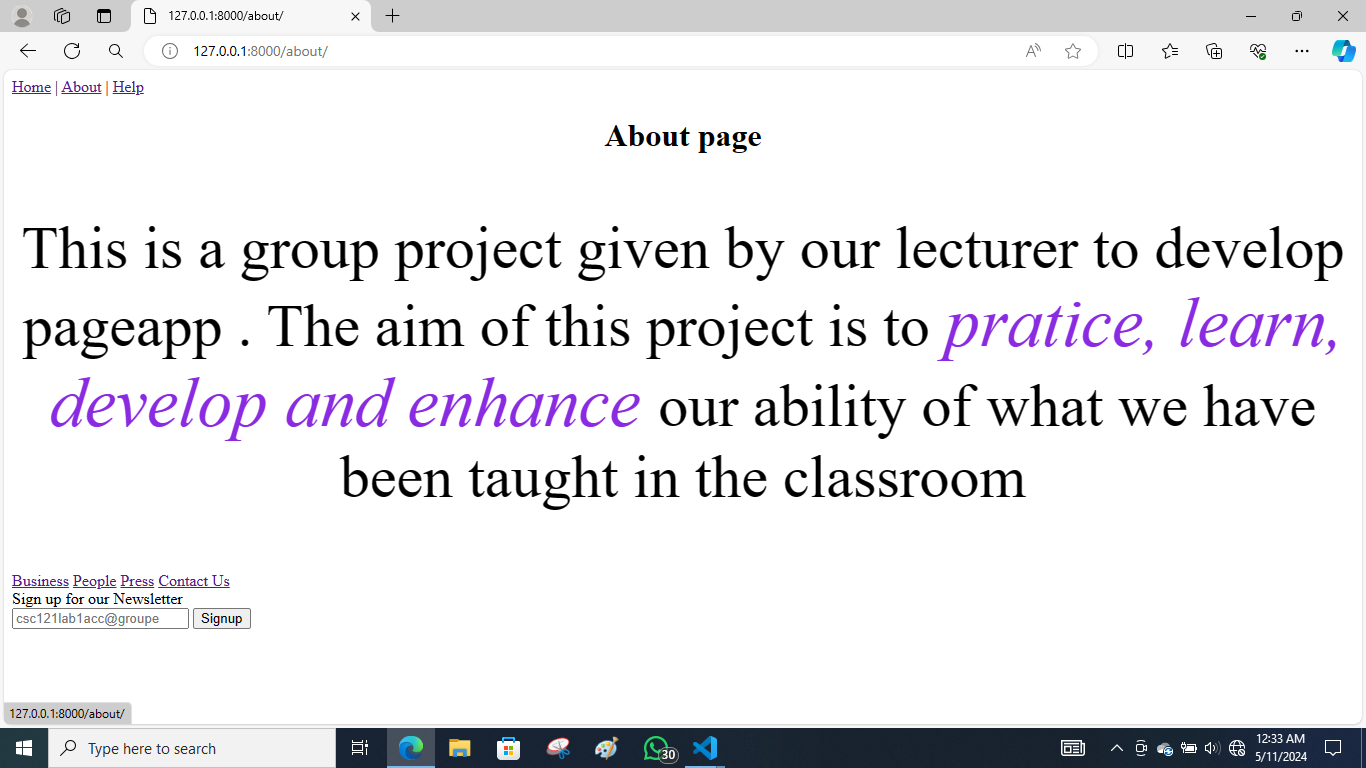 127.0.0.1:8000/about/
127.0.0.1:8000/about/
Home | About | Help
About page
This is a group project given by our lecturer to develop
pageapp . The aim of this project is to pratice, learn,
develop and enhance our ability of what we have
been taught in the classroom
Business People Press Contact Us
Sign up for our Newsletter
csc121lab1acc@groupe Signup
127.0.0.1:8000/about/
Type here to search
30
12:33 AM
5/11/2024